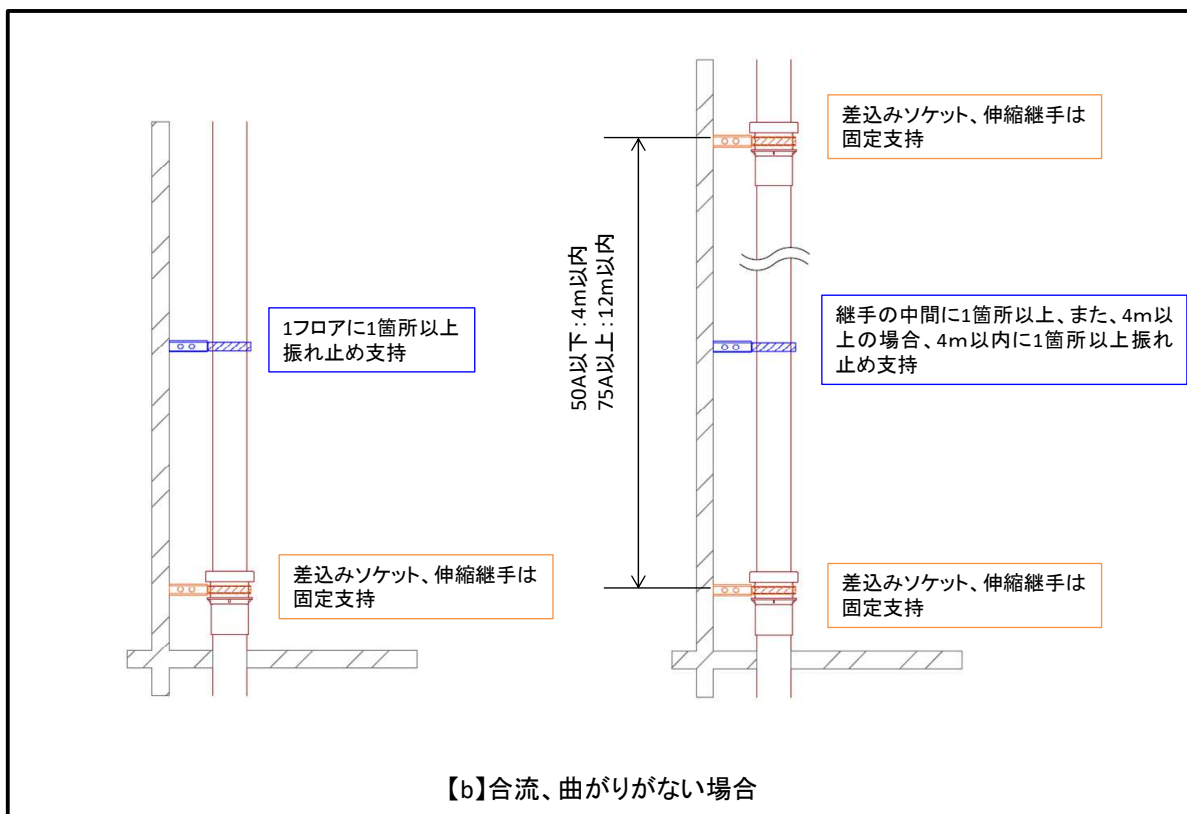 1フロアに1箇所以上
振れ止め支持
差込みソケット、伸縮継手は
固定支持
差込みソケット、伸縮継手は
固定支持
50A以下：4m以内
75A以上：12m以内
継手の中間に1箇所以上、また、4m以
上の場合、4m以内に1箇所以上振れ
止め支持
差込みソケット、伸縮継手は
固定支持
【b】合流、曲がりがない場合